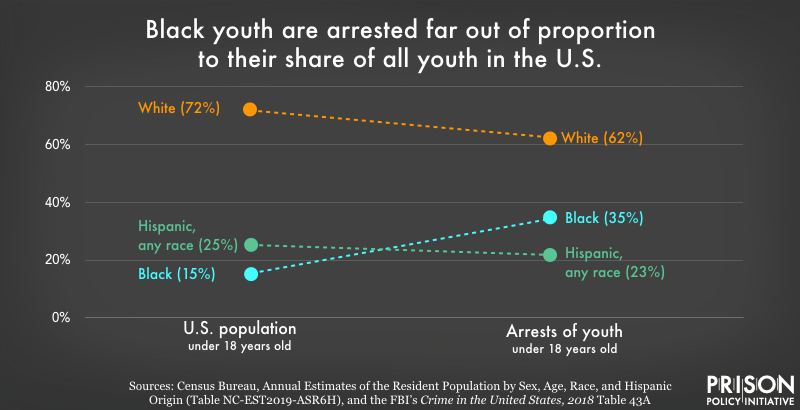 Black youth are arrested far out of proportion
to their share of all youth in the U.S.
80%
White (72%)
60%
White (62%)
40%
Black (35%)
Hispanic,
any race (25%)
Hispanic,
any race (23%)
20%
Black (15%)
0%
U.S. population
under 18 years old
Arrests of youth
under 18 years old
Sources: Census Bureau, Annual Estimates of the Resident Population by Sex, Age, Race, and Hispanic
Origin (Table NC-EST2019-ASR6H), and the FBI's Crime in the United States, 2018 Table 43A
PRISON
POLICY INITIATIVE